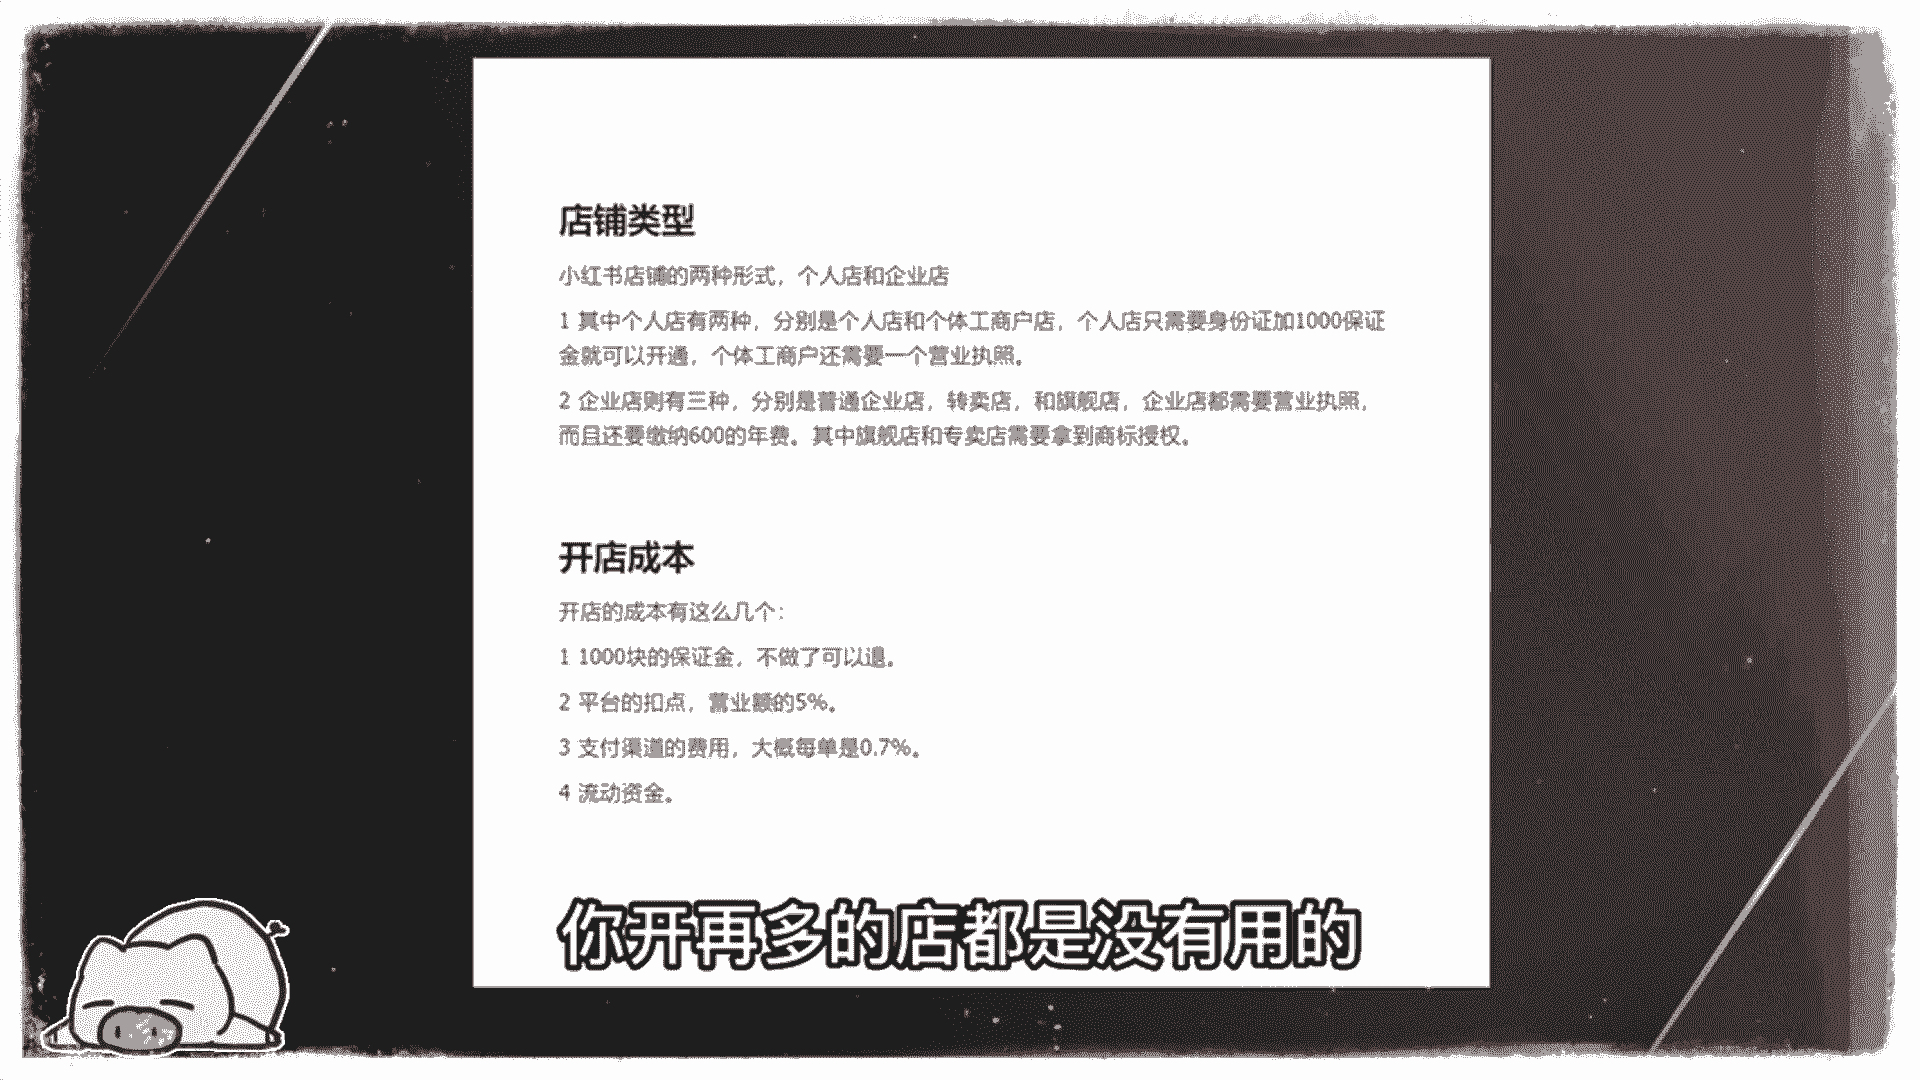 店铺类型
小红书店铺的两种形式，个人店和企业店
1 其中个人店有两种，分别是个人店和个体工商户店，个人店只需要身份证加1000保证
金就可以开通，个体工商户还需要一个营业执照。
2 企业店则有三种，分别是普通企业店，转卖店，和旗舰店，企业店都需要营业执照，
而且还要缴纳600的年费。其中旗舰店和专卖店需要拿到商标授权。
开店成本
开店的成本有这么几个：
1 1000块的保证金，不做了可以退。
2 平台的扣点，营业额的5%。
3 支付渠道的费用，大概每单是0.7%。
4 流动资金。
你开再多的店都是没有用的